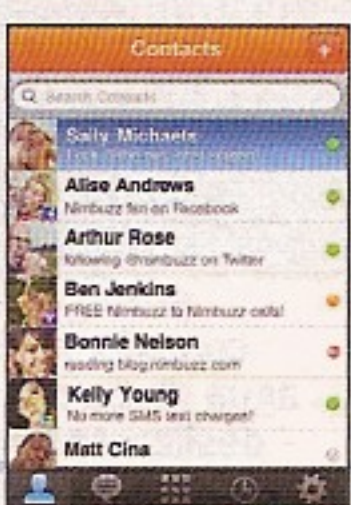 Contacts
Search Contacts
Sally Michaels
Alise Andrews
Nimbuzz fan on Facebook
Arthur Rose
following @nimbuzz on Twitter
Ben Jenkins
FREE Nimbuzz to Nimbuzz calls!
Bonnie Nelson
reading blog.nimbuzz.com
Kelly Young
No more SMS text charges!
Matt Cina